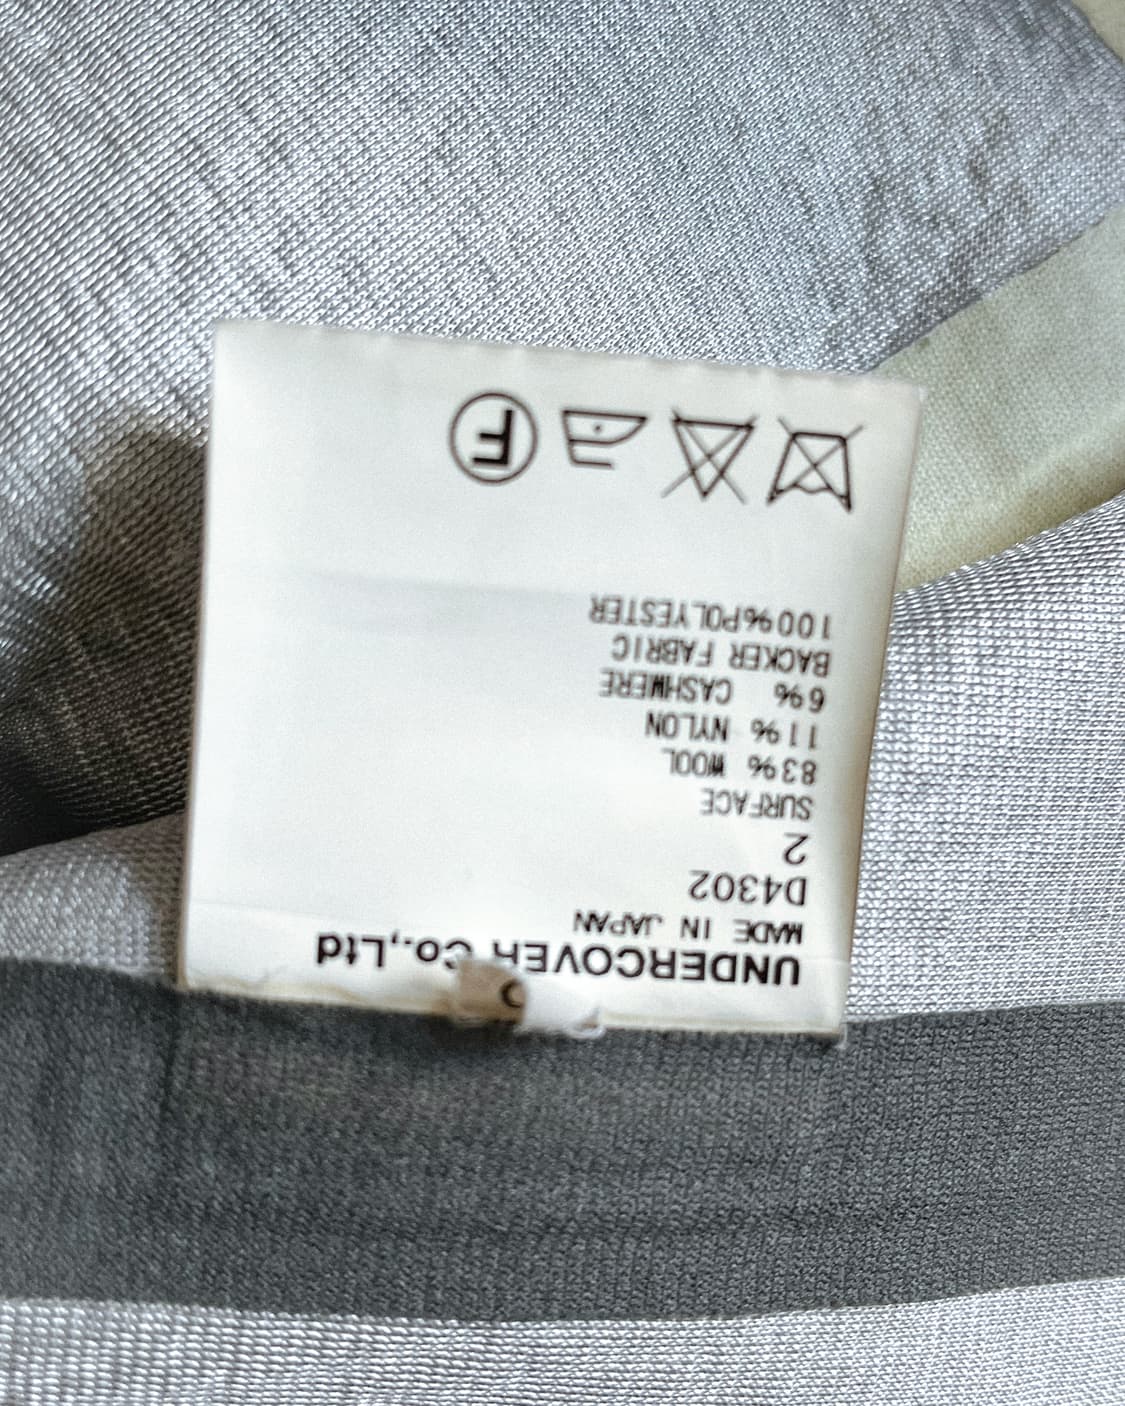 UNDERCOVER Co.,Ltd
MADE IN JAPAN
D4302
2
SURFACE
83% WOOL
11% NYLON
6% CASHMERE
BACKER FABRIC
100%POLYESTER
F